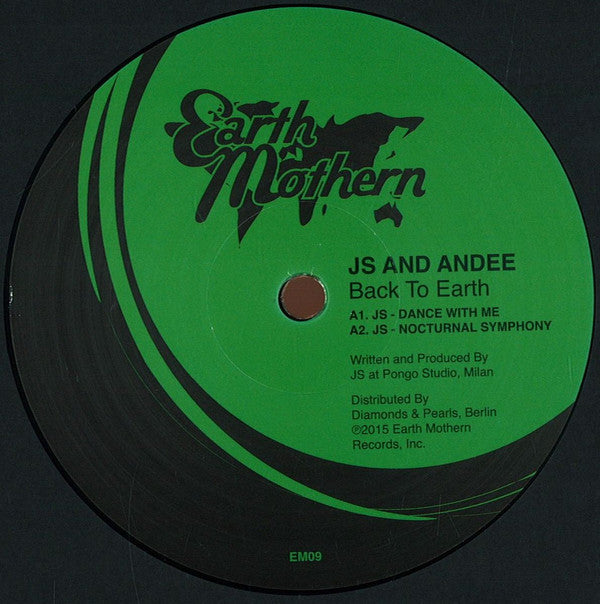 Earth
Mothern
JS AND ANDEE
Back To Earth
A1. JS - DANCE WITH ME
A2. JS - NOCTURNAL SYMPHONY
Written and Produced By
JS at Pongo Studio, Milan
Distributed By
Diamonds & Pearls, Berlin
℗2015 Earth Mothern
Records, Inc.
EM09